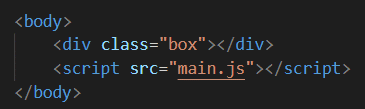 <body>
    <div class="box"></div>
    <script src="main.js"></script>
</body>